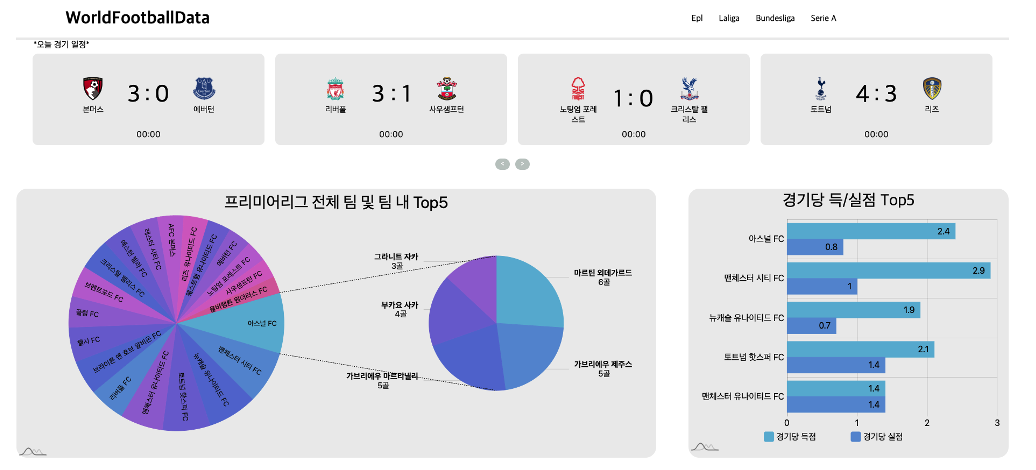 WorldFootballData
Epl Laliga Bundesliga Serie A
*오늘 경기 일정*
3 : 0
본머스 에버턴
00:00
3 : 1
리버풀 사우샘프턴
00:00
1 : 0
노팅엄 포레스트 크리스탈 팰리스
00:00
4 : 3
토트넘 리즈
00:00
< >
프리미어리그 전체 팀 및 팀 내 Top5
아스널 FC
맨체스터 시티 FC
뉴캐슬 유나이티드 FC
토트넘 핫스퍼 FC
맨체스터 유나이티드 FC
리버풀 FC
브라이튼 앤 호브 알비온 FC
첼시 FC
풀럼 FC
브렌트포드 FC
크리스탈 팰리스 FC
애스턴 빌라 FC
레스터 시티 FC
AFC 본머스
리즈 유나이티드 FC
웨스트햄 유나이티드 FC
에버턴 FC
노팅엄 포레스트 FC
사우샘프턴 FC
울버햄튼 원더러스 FC
그라니트 자카
3골
부카요 사카
4골
가브리에우 마르티넬리
5골
마르틴 외데가르드
6골
가브리에우 제주스
5골
경기당 득/실점 Top5
아스널 FC 2.4
0.8
맨체스터 시티 FC 2.9
1
뉴캐슬 유나이티드 FC 1.9
0.7
토트넘 핫스퍼 FC 2.1
1.4
맨체스터 유나이티드 FC 1.4
1.4
0 1 2 3
경기당 득점 경기당 실점